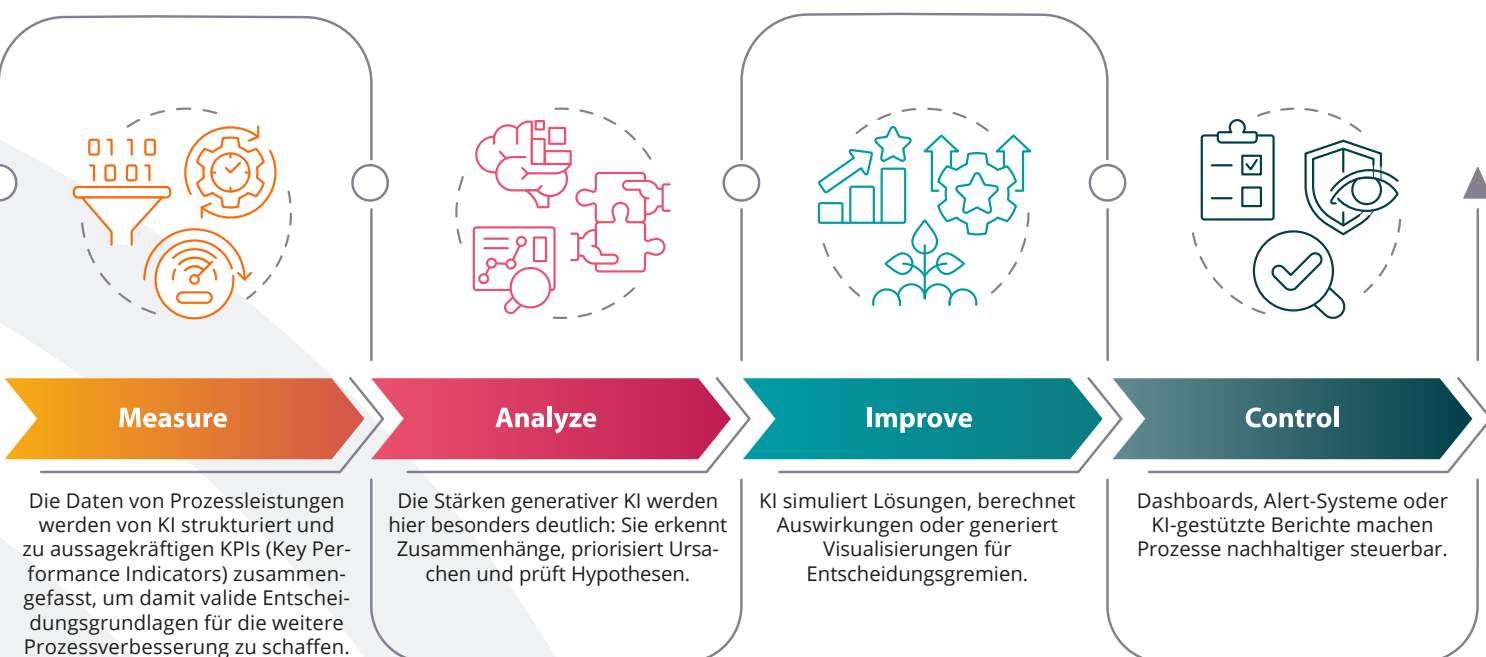 0110
1001
Measure
Die Daten von Prozessleistungen
werden von KI strukturiert und
zu aussagekräftigen KPIs (Key Per-
formance Indicators) zusammen-
gefasst, um damit valide Entschei-
dungsgrundlagen für die weitere
Prozessverbesserung zu schaffen.
Analyze
Die Stärken generativer KI werden
hier besonders deutlich: Sie erkennt
Zusammenhänge, priorisiert Ursa-
chen und prüft Hypothesen.
Improve
KI simuliert Lösungen, berechnet
Auswirkungen oder generiert
Visualisierungen für
Entscheidungsgremien.
Control
Dashboards, Alert-Systeme oder
KI-gestützte Berichte machen
Prozesse nachhaltiger steuerbar.